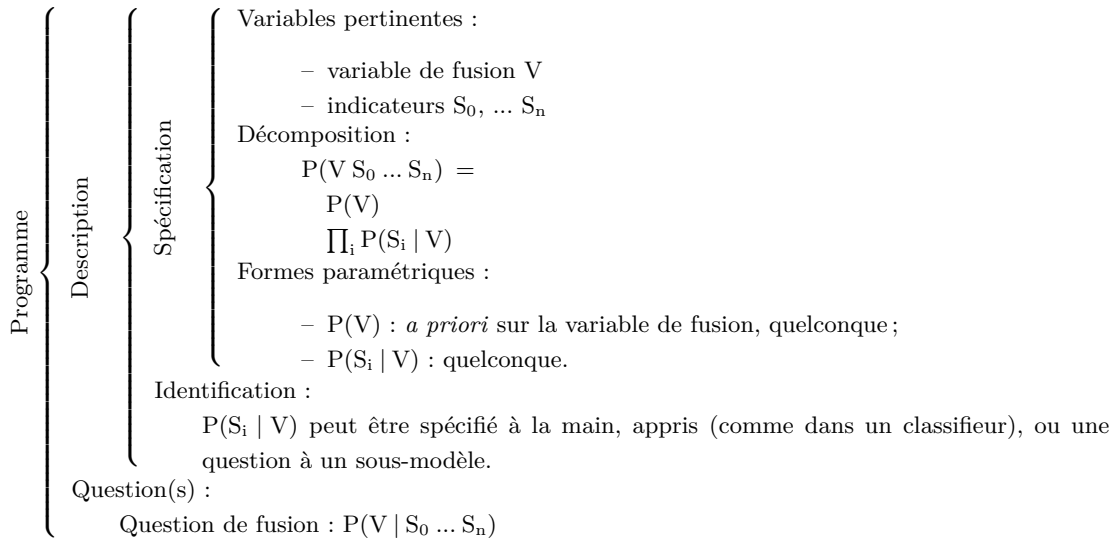 Programme
Description
Spécification
Variables pertinentes :
– variable de fusion V
– indicateurs S₀, ... Sₙ
Décomposition :
P(V S₀ ... Sₙ) =
P(V)
∏ᵢ P(Sᵢ | V)
Formes paramétriques :
– P(V) : a priori sur la variable de fusion, quelconque ;
– P(Sᵢ | V) : quelconque.
Identification :
P(Sᵢ | V) peut être spécifié à la main, appris (comme dans un classifieur), ou une
question à un sous-modèle.
Question(s) :
Question de fusion : P(V | S₀ ... Sₙ)